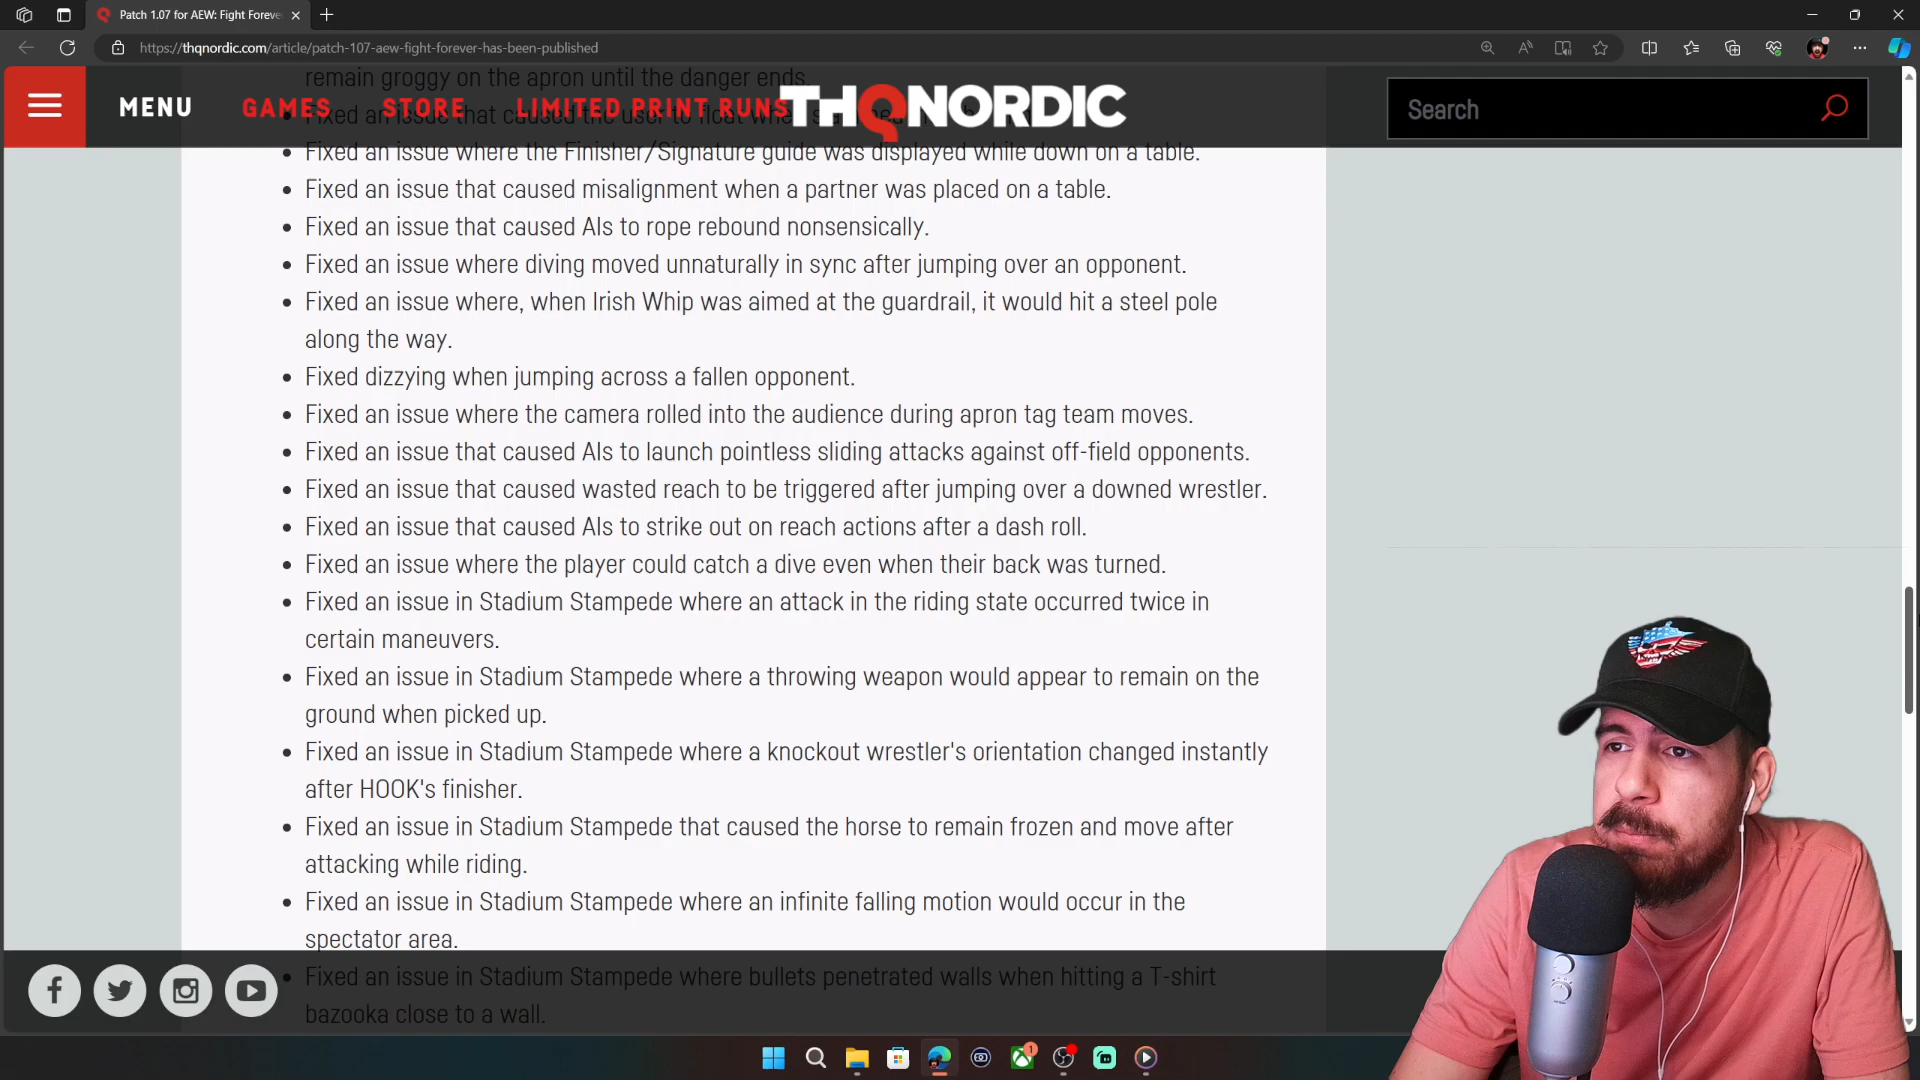 Patch 1.07 for AEW: Fight Foreve
https://thqnordic.com/article/patch-107-aew-fight-forever-has-been-published
remain groggy on the apron until the danger ends.
MENU GAMES STORE LIMITED PRINT RUNS THQNORDIC Search
Fixed an issue that caused the user to float when
• Fixed an issue where the Finisher/Signature guide was displayed while down on a table.
• Fixed an issue that caused misalignment when a partner was placed on a table.
• Fixed an issue that caused AIs to rope rebound nonsensically.
• Fixed an issue where diving moved unnaturally in sync after jumping over an opponent.
• Fixed an issue where, when Irish Whip was aimed at the guardrail, it would hit a steel pole
along the way.
• Fixed dizzying when jumping across a fallen opponent.
• Fixed an issue where the camera rolled into the audience during apron tag team moves.
• Fixed an issue that caused AIs to launch pointless sliding attacks against off-field opponents.
• Fixed an issue that caused wasted reach to be triggered after jumping over a downed wrestler.
• Fixed an issue that caused AIs to strike out on reach actions after a dash roll.
• Fixed an issue where the player could catch a dive even when their back was turned.
• Fixed an issue in Stadium Stampede where an attack in the riding state occurred twice in
certain maneuvers.
• Fixed an issue in Stadium Stampede where a throwing weapon would appear to remain on the
ground when picked up.
• Fixed an issue in Stadium Stampede where a knockout wrestler's orientation changed instantly
after HOOK's finisher.
• Fixed an issue in Stadium Stampede that caused the horse to remain frozen and move after
attacking while riding.
• Fixed an issue in Stadium Stampede where an infinite falling motion would occur in the
spectator area.
• Fixed an issue in Stadium Stampede where bullets penetrated walls when hitting a T-shirt
bazooka close to a wall.
1